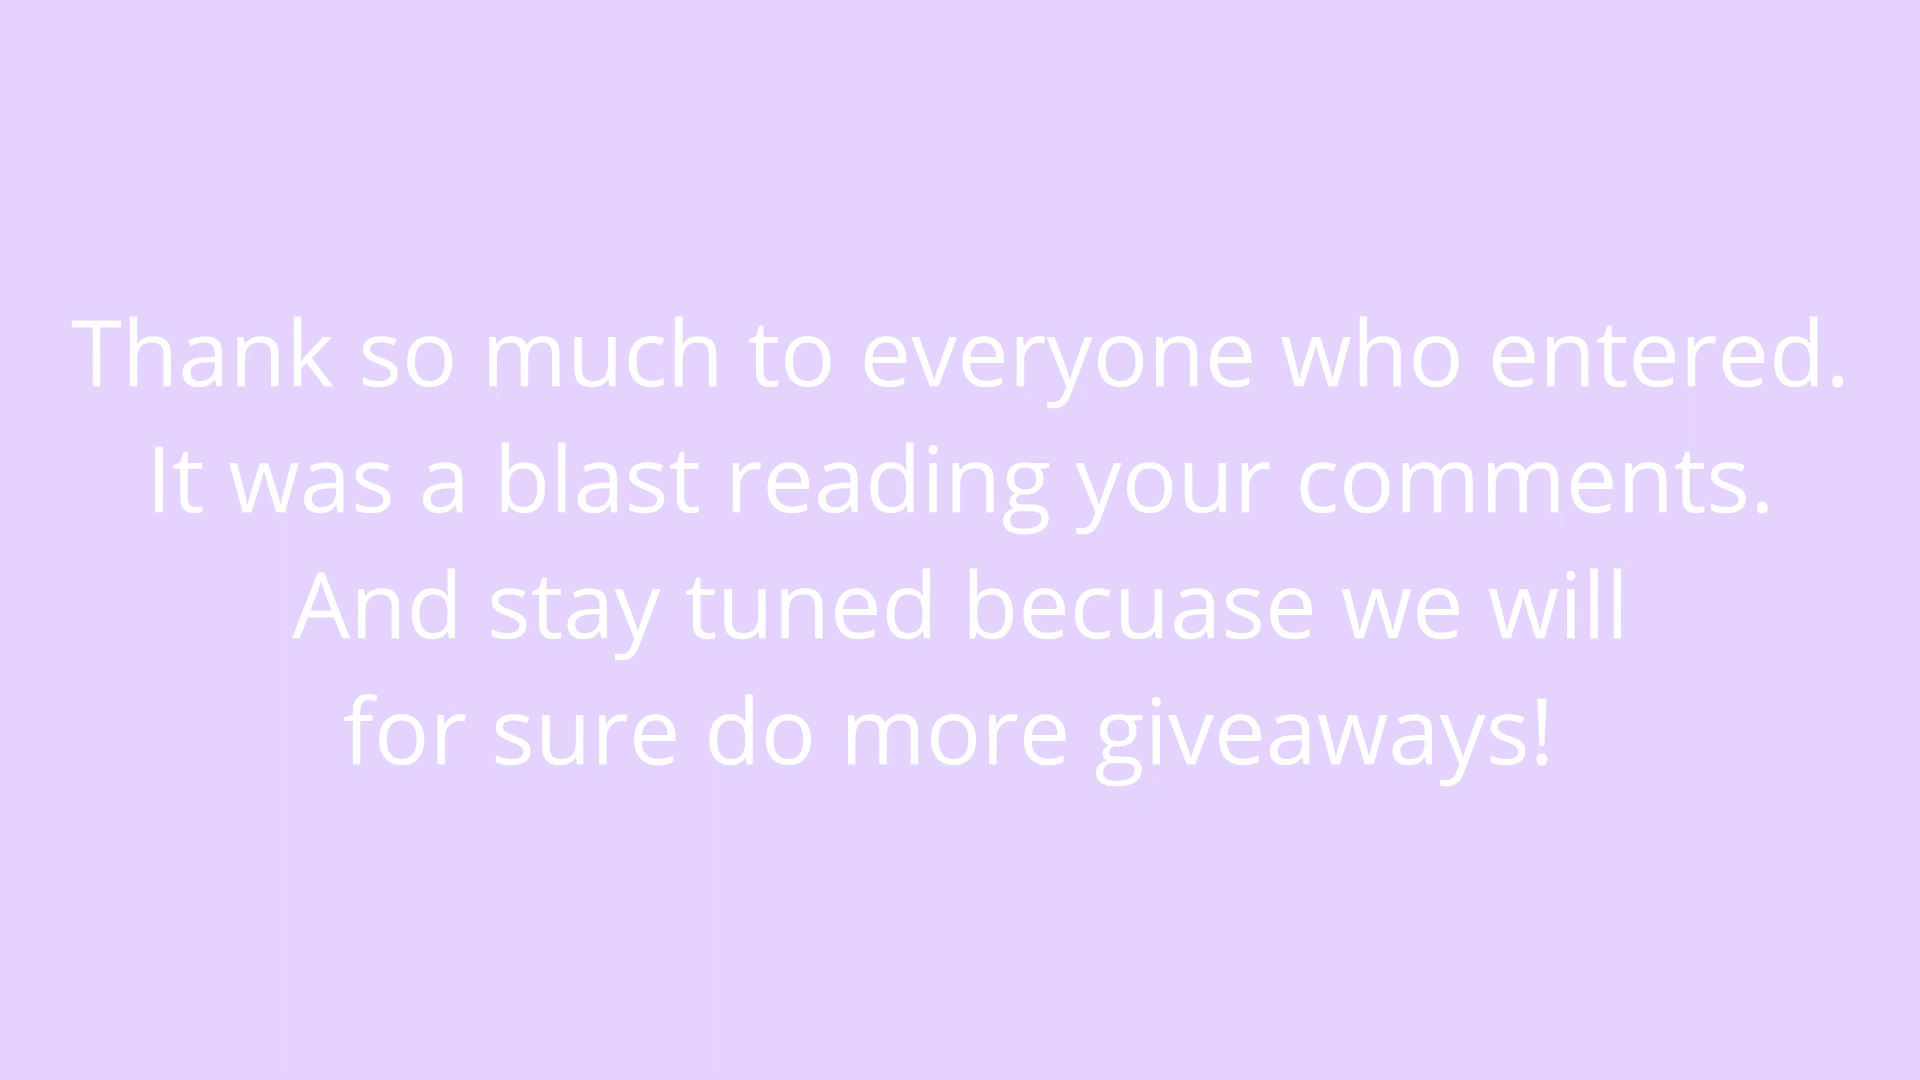 Thank so much to everyone who entered.
It was a blast reading your comments.
And stay tuned becuase we will
for sure do more giveaways!